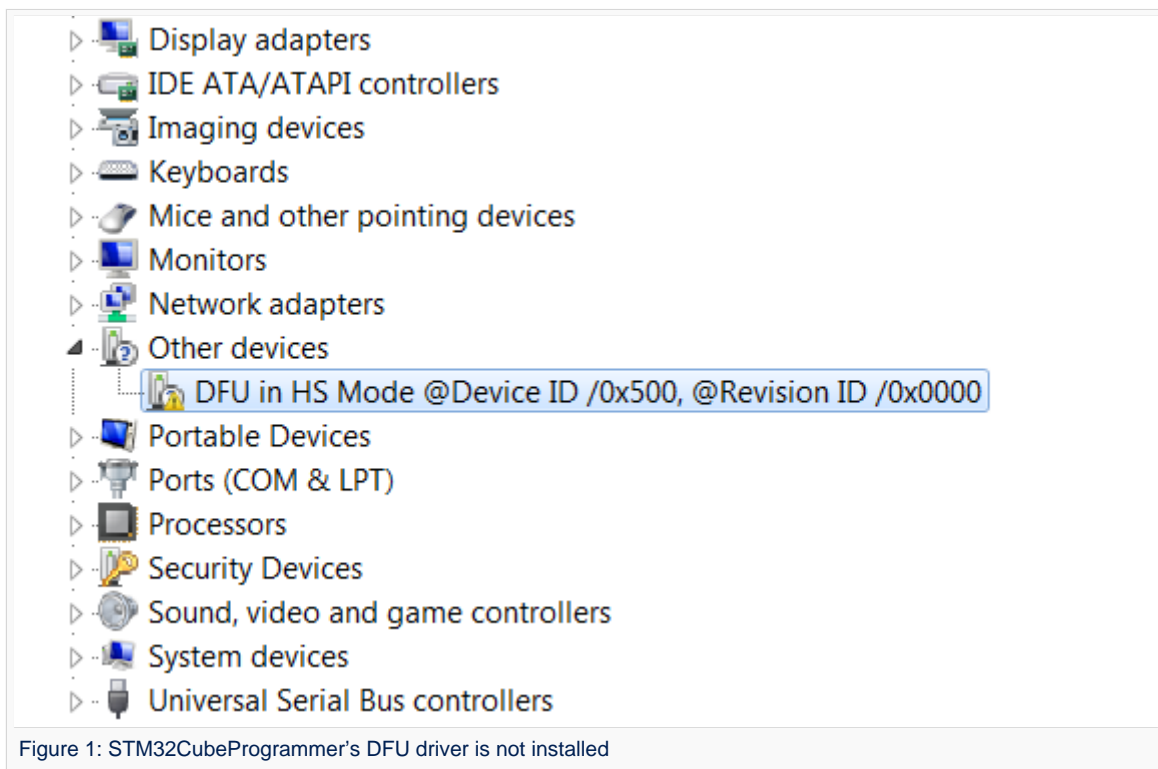 Display adapters
IDE ATA/ATAPI controllers
Imaging devices
Keyboards
Mice and other pointing devices
Monitors
Network adapters
Other devices
DFU in HS Mode @Device ID /0x500, @Revision ID /0x0000
Portable Devices
Ports (COM & LPT)
Processors
Security Devices
Sound, video and game controllers
System devices
Universal Serial Bus controllers
Figure 1: STM32CubeProgrammer's DFU driver is not installed